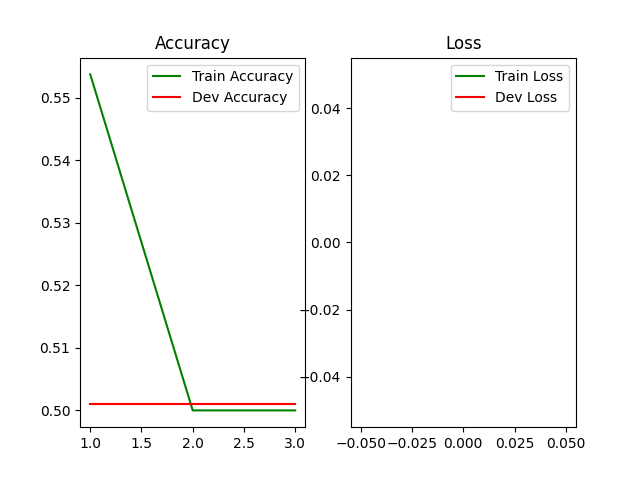 Accuracy
Train Accuracy
Dev Accuracy
0.55
0.54
0.53
0.52
0.51
0.50
1.0 1.5 2.0 2.5 3.0
Loss
Train Loss
Dev Loss
0.04
0.02
0.00
−0.02
−0.04
−0.050 −0.025 0.000 0.025 0.050